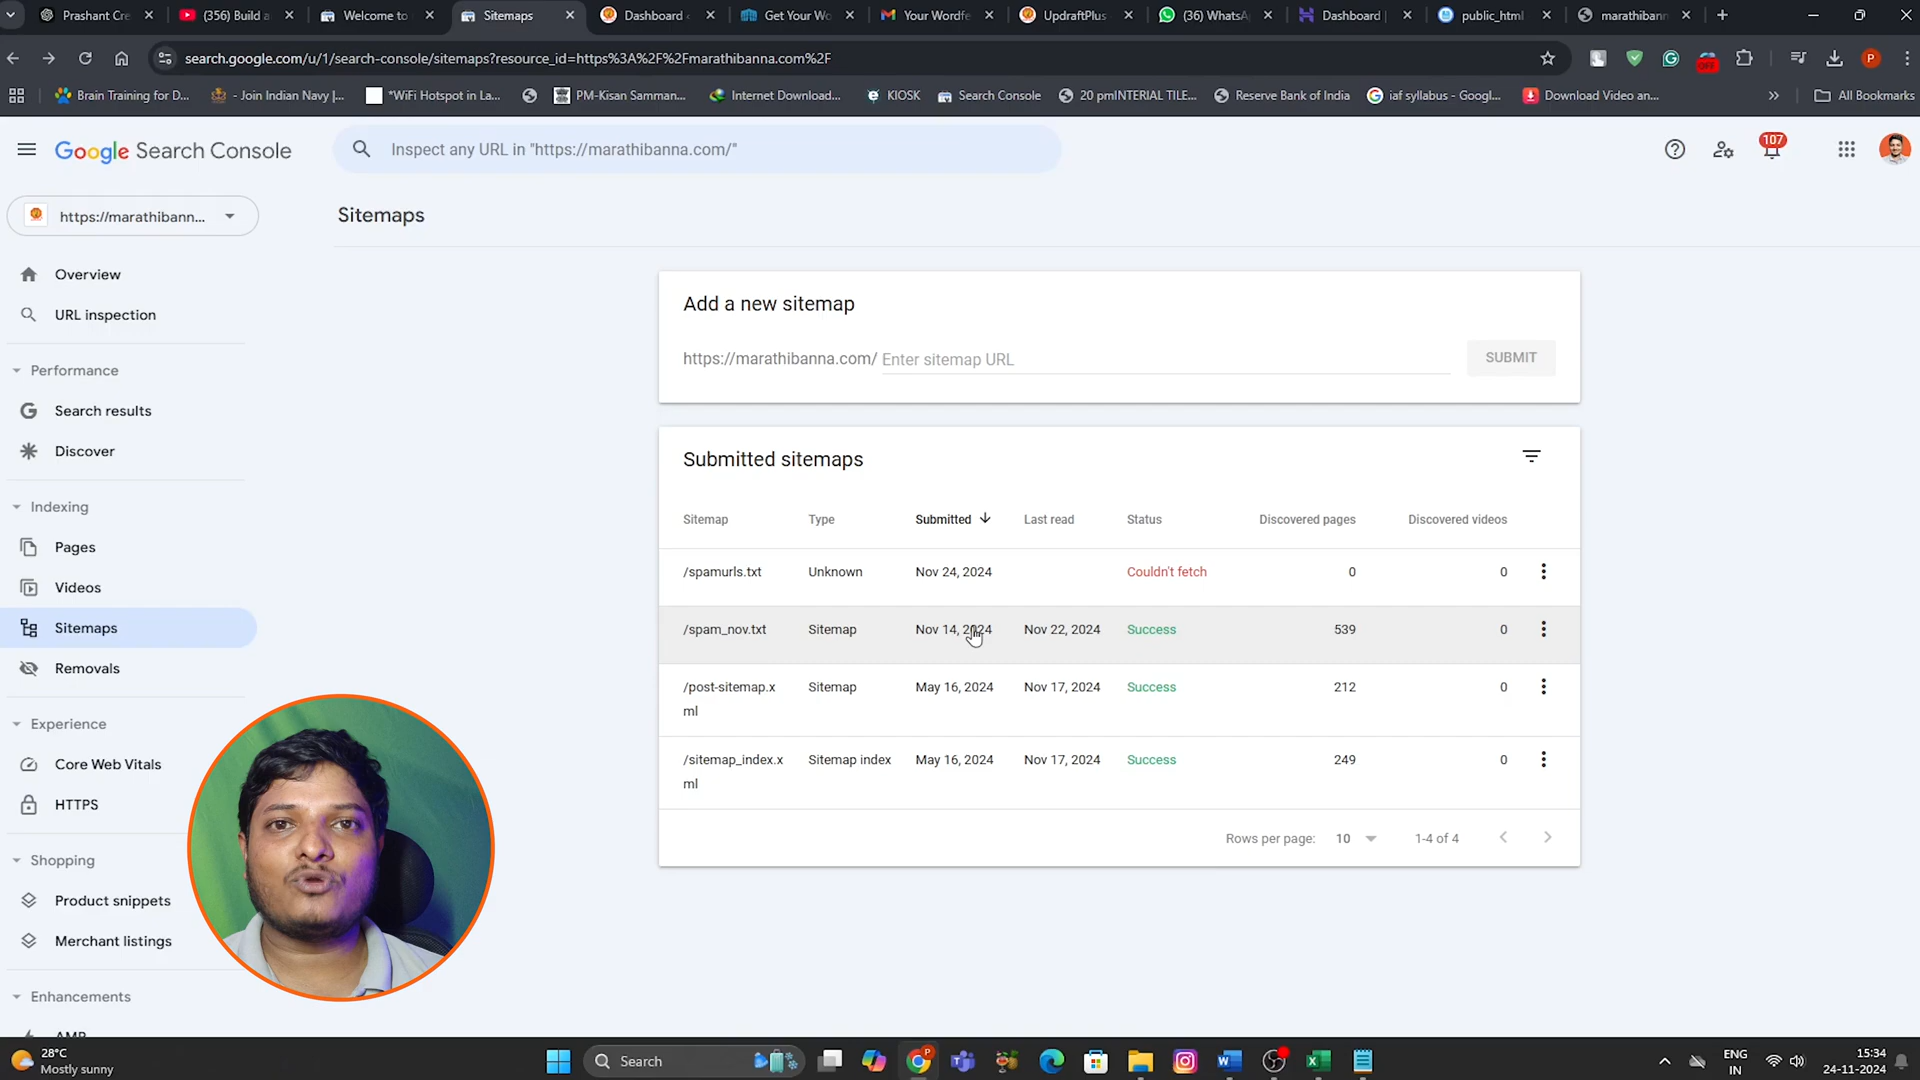 Prashant Cre
(356) Build a
Welcome to
Sitemaps
Dashboard
Get Your Wo
Your Wordfe
UpdraftPlus
(36) WhatsA
Dashboard |
public_html
marathibann
search.google.com/u/1/search-console/sitemaps?resource_id=https%3A%2F%2Fmarathibanna.com%2F
OFF
P
Brain Training for D...
- Join Indian Navy |...
*WiFi Hotspot in La...
PM-Kisan Samman...
Internet Download...
KIOSK
Search Console
20 pmINTERIAL TILE...
Reserve Bank of India
iaf syllabus - Googl...
Download Video an...
All Bookmarks
Google Search Console
Inspect any URL in "https://marathibanna.com/"
107
https://marathibann...
Sitemaps
Overview
URL inspection
Performance
Search results
Discover
Indexing
Pages
Videos
Sitemaps
Removals
Experience
Core Web Vitals
HTTPS
Shopping
Product snippets
Merchant listings
Enhancements
AMP
Add a new sitemap
https://marathibanna.com/ Enter sitemap URL
SUBMIT
Submitted sitemaps
Sitemap Type Submitted Last read Status Discovered pages Discovered videos
/spamurls.txt Unknown Nov 24, 2024 Couldn't fetch 0 0
/spam_nov.txt Sitemap Nov 14, 2024 Nov 22, 2024 Success 539 0
/post-sitemap.x Sitemap May 16, 2024 Nov 17, 2024 Success 212 0
ml
/sitemap_index.x Sitemap index May 16, 2024 Nov 17, 2024 Success 249 0
ml
Rows per page: 10 1-4 of 4
28°C
Mostly sunny
Search
ENG
IN
15:34
24-11-2024